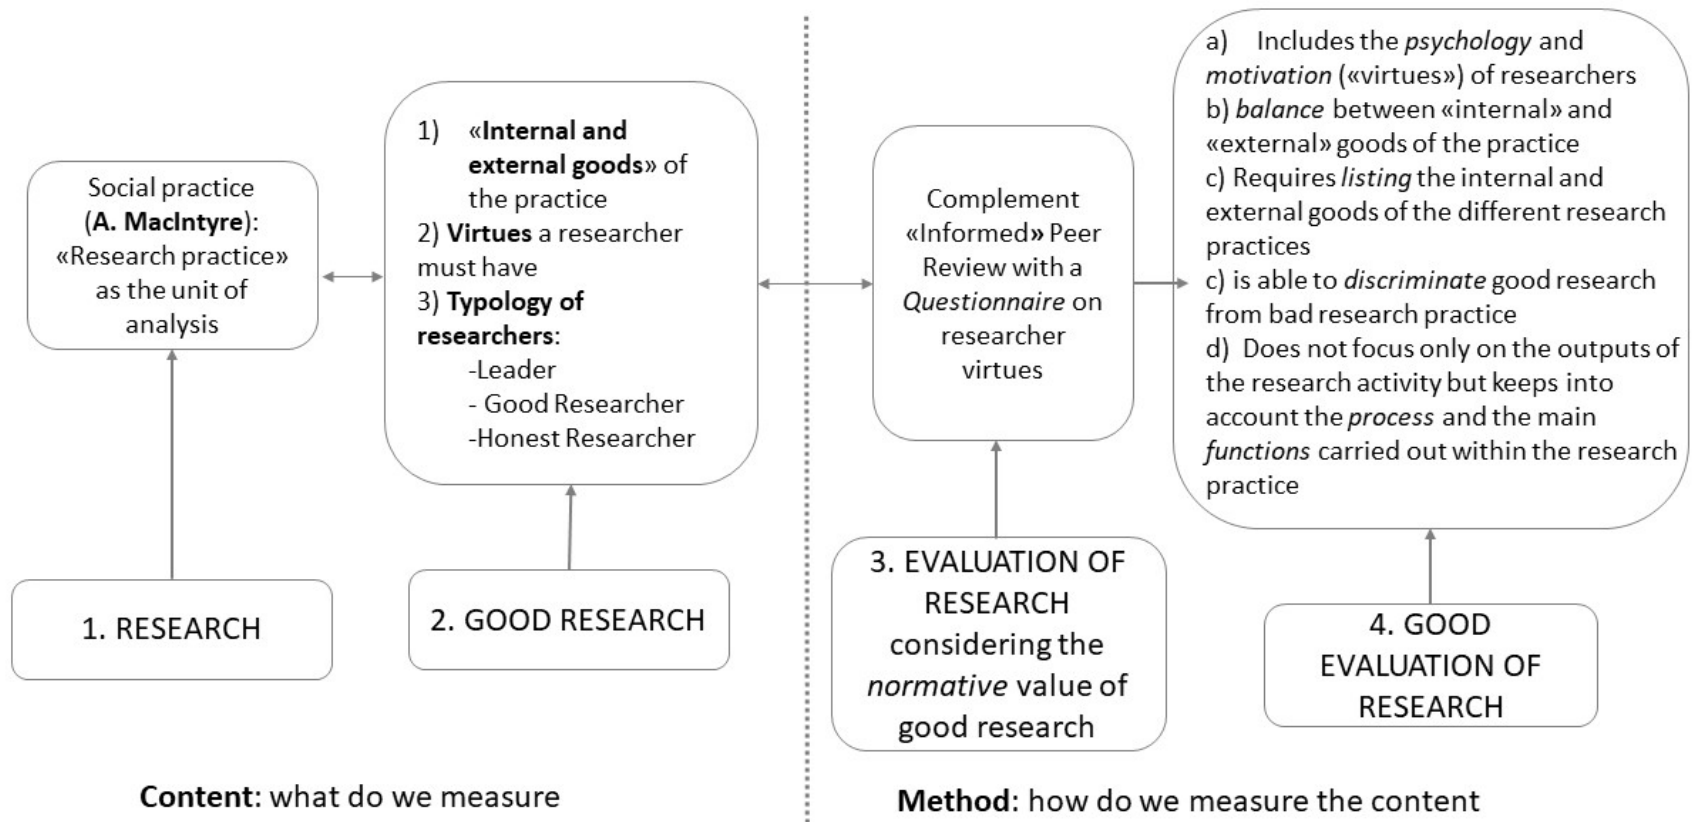 Social practice
(A. MacIntyre):
«Research practice»
as the unit of
analysis
1. RESEARCH
1) «Internal and
external goods» of
the practice
2) Virtues a researcher
must have
3) Typology of
researchers:
-Leader
- Good Researcher
-Honest Researcher
2. GOOD RESEARCH
Content: what do we measure
Complement
«Informed» Peer
Review with a
Questionnaire on
researcher
virtues
3. EVALUATION OF
RESEARCH
considering the
normative value of
good research
a) Includes the psychology and
motivation («virtues») of researchers
b) balance between «internal» and
«external» goods of the practice
c) Requires listing the internal and
external goods of the different research
practices
c) is able to discriminate good research
from bad research practice
d) Does not focus only on the outputs of
the research activity but keeps into
account the process and the main
functions carried out within the research
practice
4. GOOD
EVALUATION OF
RESEARCH
Method: how do we measure the content